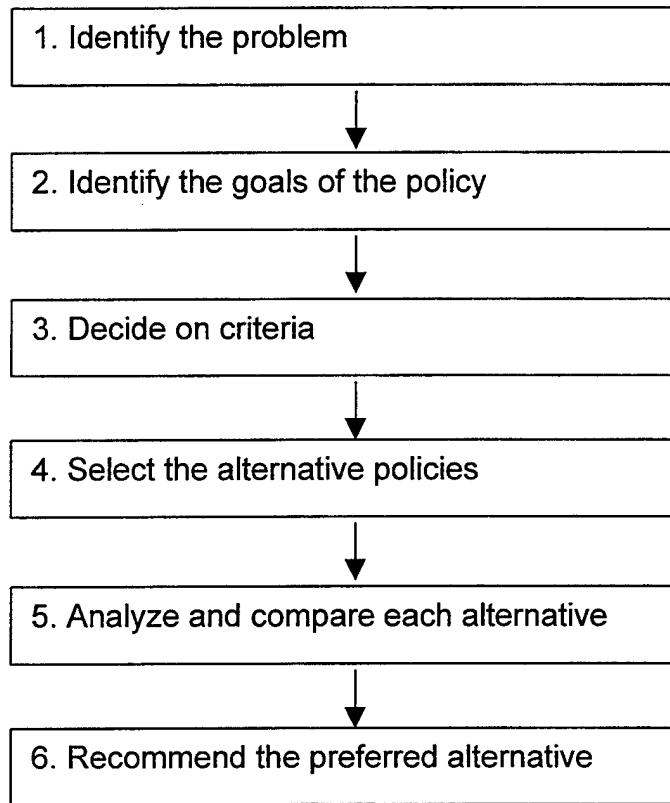 1. Identify the problem
2. Identify the goals of the policy
3. Decide on criteria
4. Select the alternative policies
5. Analyze and compare each alternative
6. Recommend the preferred alternative